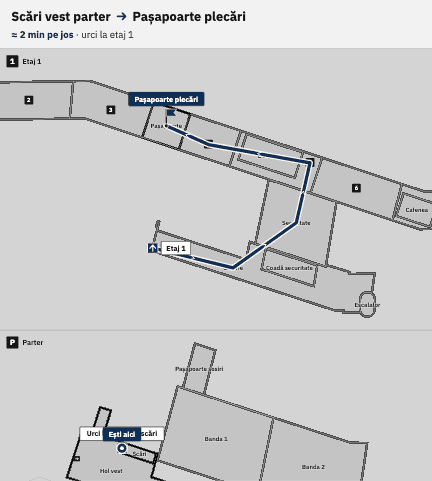 Scări vest parter → Pașapoarte plecări
≈ 2 min pe jos · urci la etaj 1
1 Etaj 1
2
3
Pașapoarte plecări
6
Cafenea
Securitate
Etaj 1
Coadă securitate
Escalator
P Parter
Pașapoarte sosiri
Urci
Ești aici
scări
Scări
Banda 1
Banda 2
Hol vest